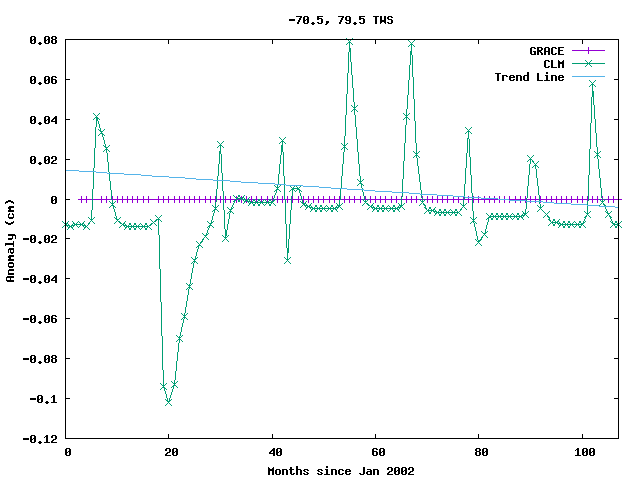 -70.5, 79.5 TWS
GRACE
CLM
Trend Line
0.08
0.06
0.04
0.02
0
-0.02
-0.04
-0.06
-0.08
-0.1
-0.12
Anomaly (cm)
0 20 40 60 80 100
Months since Jan 2002